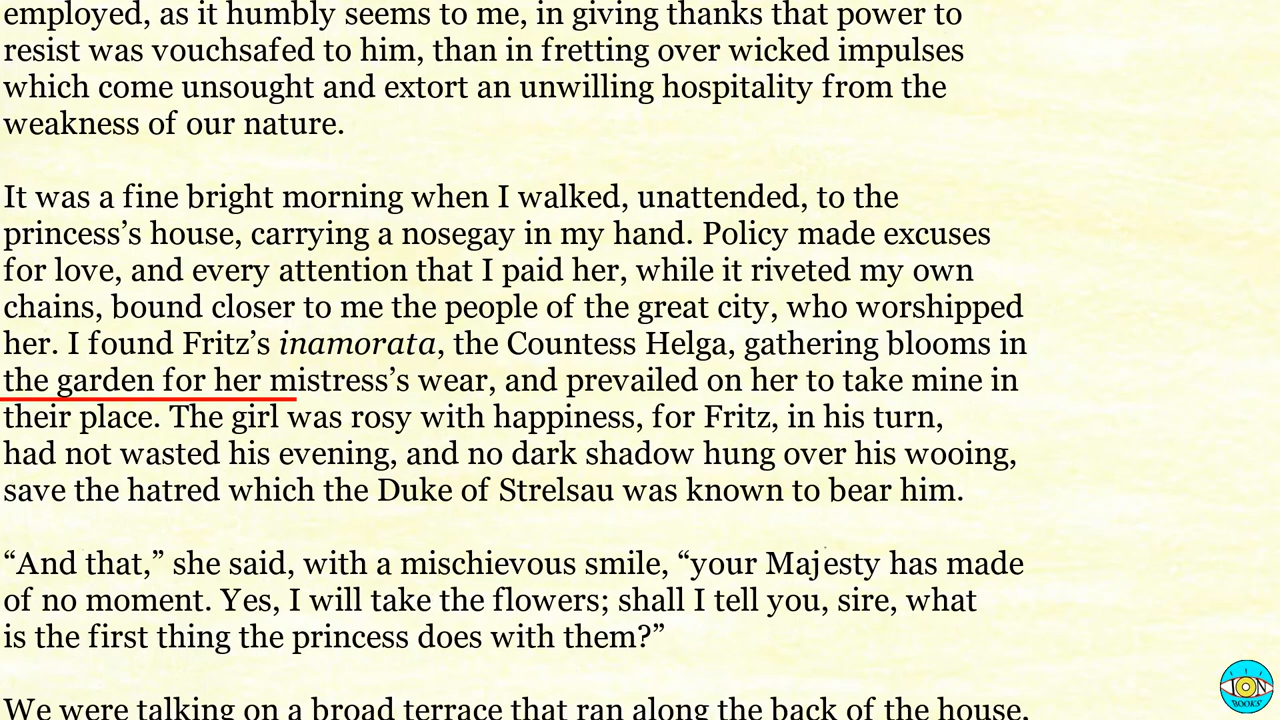 employed, as it humbly seems to me, in giving thanks that power to
resist was vouchsafed to him, than in fretting over wicked impulses
which come unsought and extort an unwilling hospitality from the
weakness of our nature.
It was a fine bright morning when I walked, unattended, to the
princess’s house, carrying a nosegay in my hand. Policy made excuses
for love, and every attention that I paid her, while it riveted my own
chains, bound closer to me the people of the great city, who worshipped
her. I found Fritz’s inamorata, the Countess Helga, gathering blooms in
the garden for her mistress’s wear, and prevailed on her to take mine in
their place. The girl was rosy with happiness, for Fritz, in his turn,
had not wasted his evening, and no dark shadow hung over his wooing,
save the hatred which the Duke of Strelsau was known to bear him.
“And that,” she said, with a mischievous smile, “your Majesty has made
of no moment. Yes, I will take the flowers; shall I tell you, sire, what
is the first thing the princess does with them?”
We were talking on a broad terrace that ran along the back of the house,
ION
BOOKS